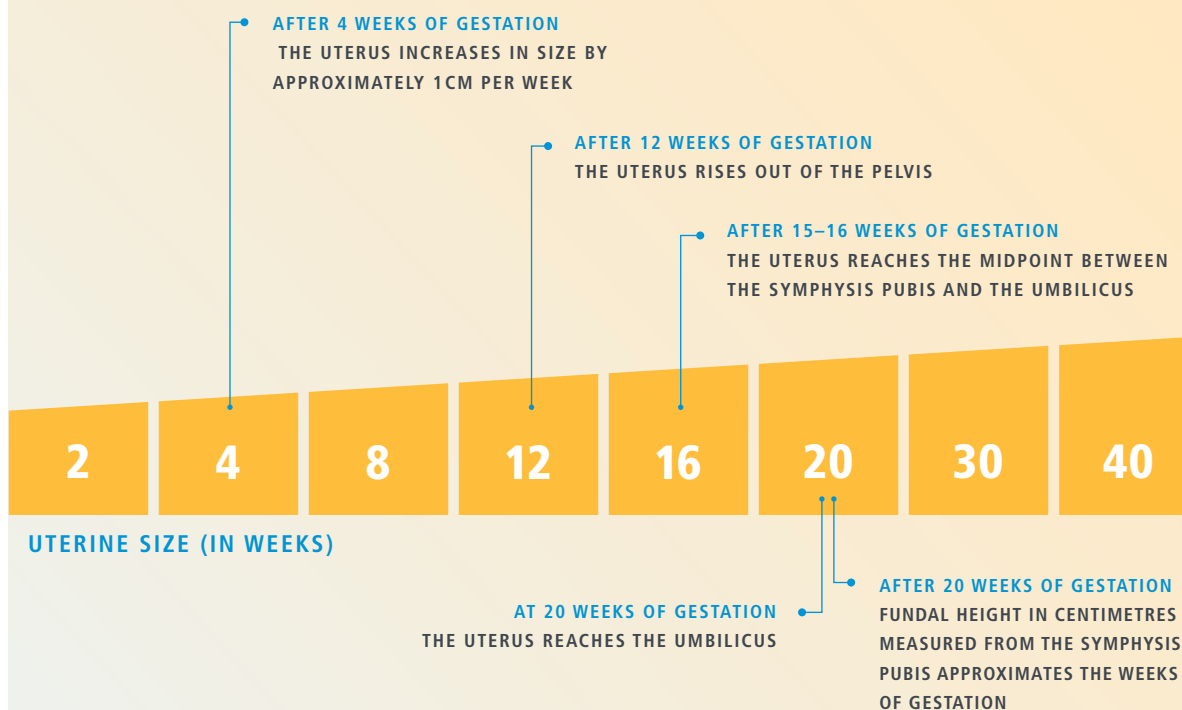 AFTER 4 WEEKS OF GESTATION
THE UTERUS INCREASES IN SIZE BY
APPROXIMATELY 1CM PER WEEK
AFTER 12 WEEKS OF GESTATION
THE UTERUS RISES OUT OF THE PELVIS
AFTER 15–16 WEEKS OF GESTATION
THE UTERUS REACHES THE MIDPOINT BETWEEN
THE SYMPHYSIS PUBIS AND THE UMBILICUS
2 4 8 12 16 20 30 40
UTERINE SIZE (IN WEEKS)
AT 20 WEEKS OF GESTATION
THE UTERUS REACHES THE UMBILICUS
AFTER 20 WEEKS OF GESTATION
FUNDAL HEIGHT IN CENTIMETRES
MEASURED FROM THE SYMPHYSIS
PUBIS APPROXIMATES THE WEEKS
OF GESTATION